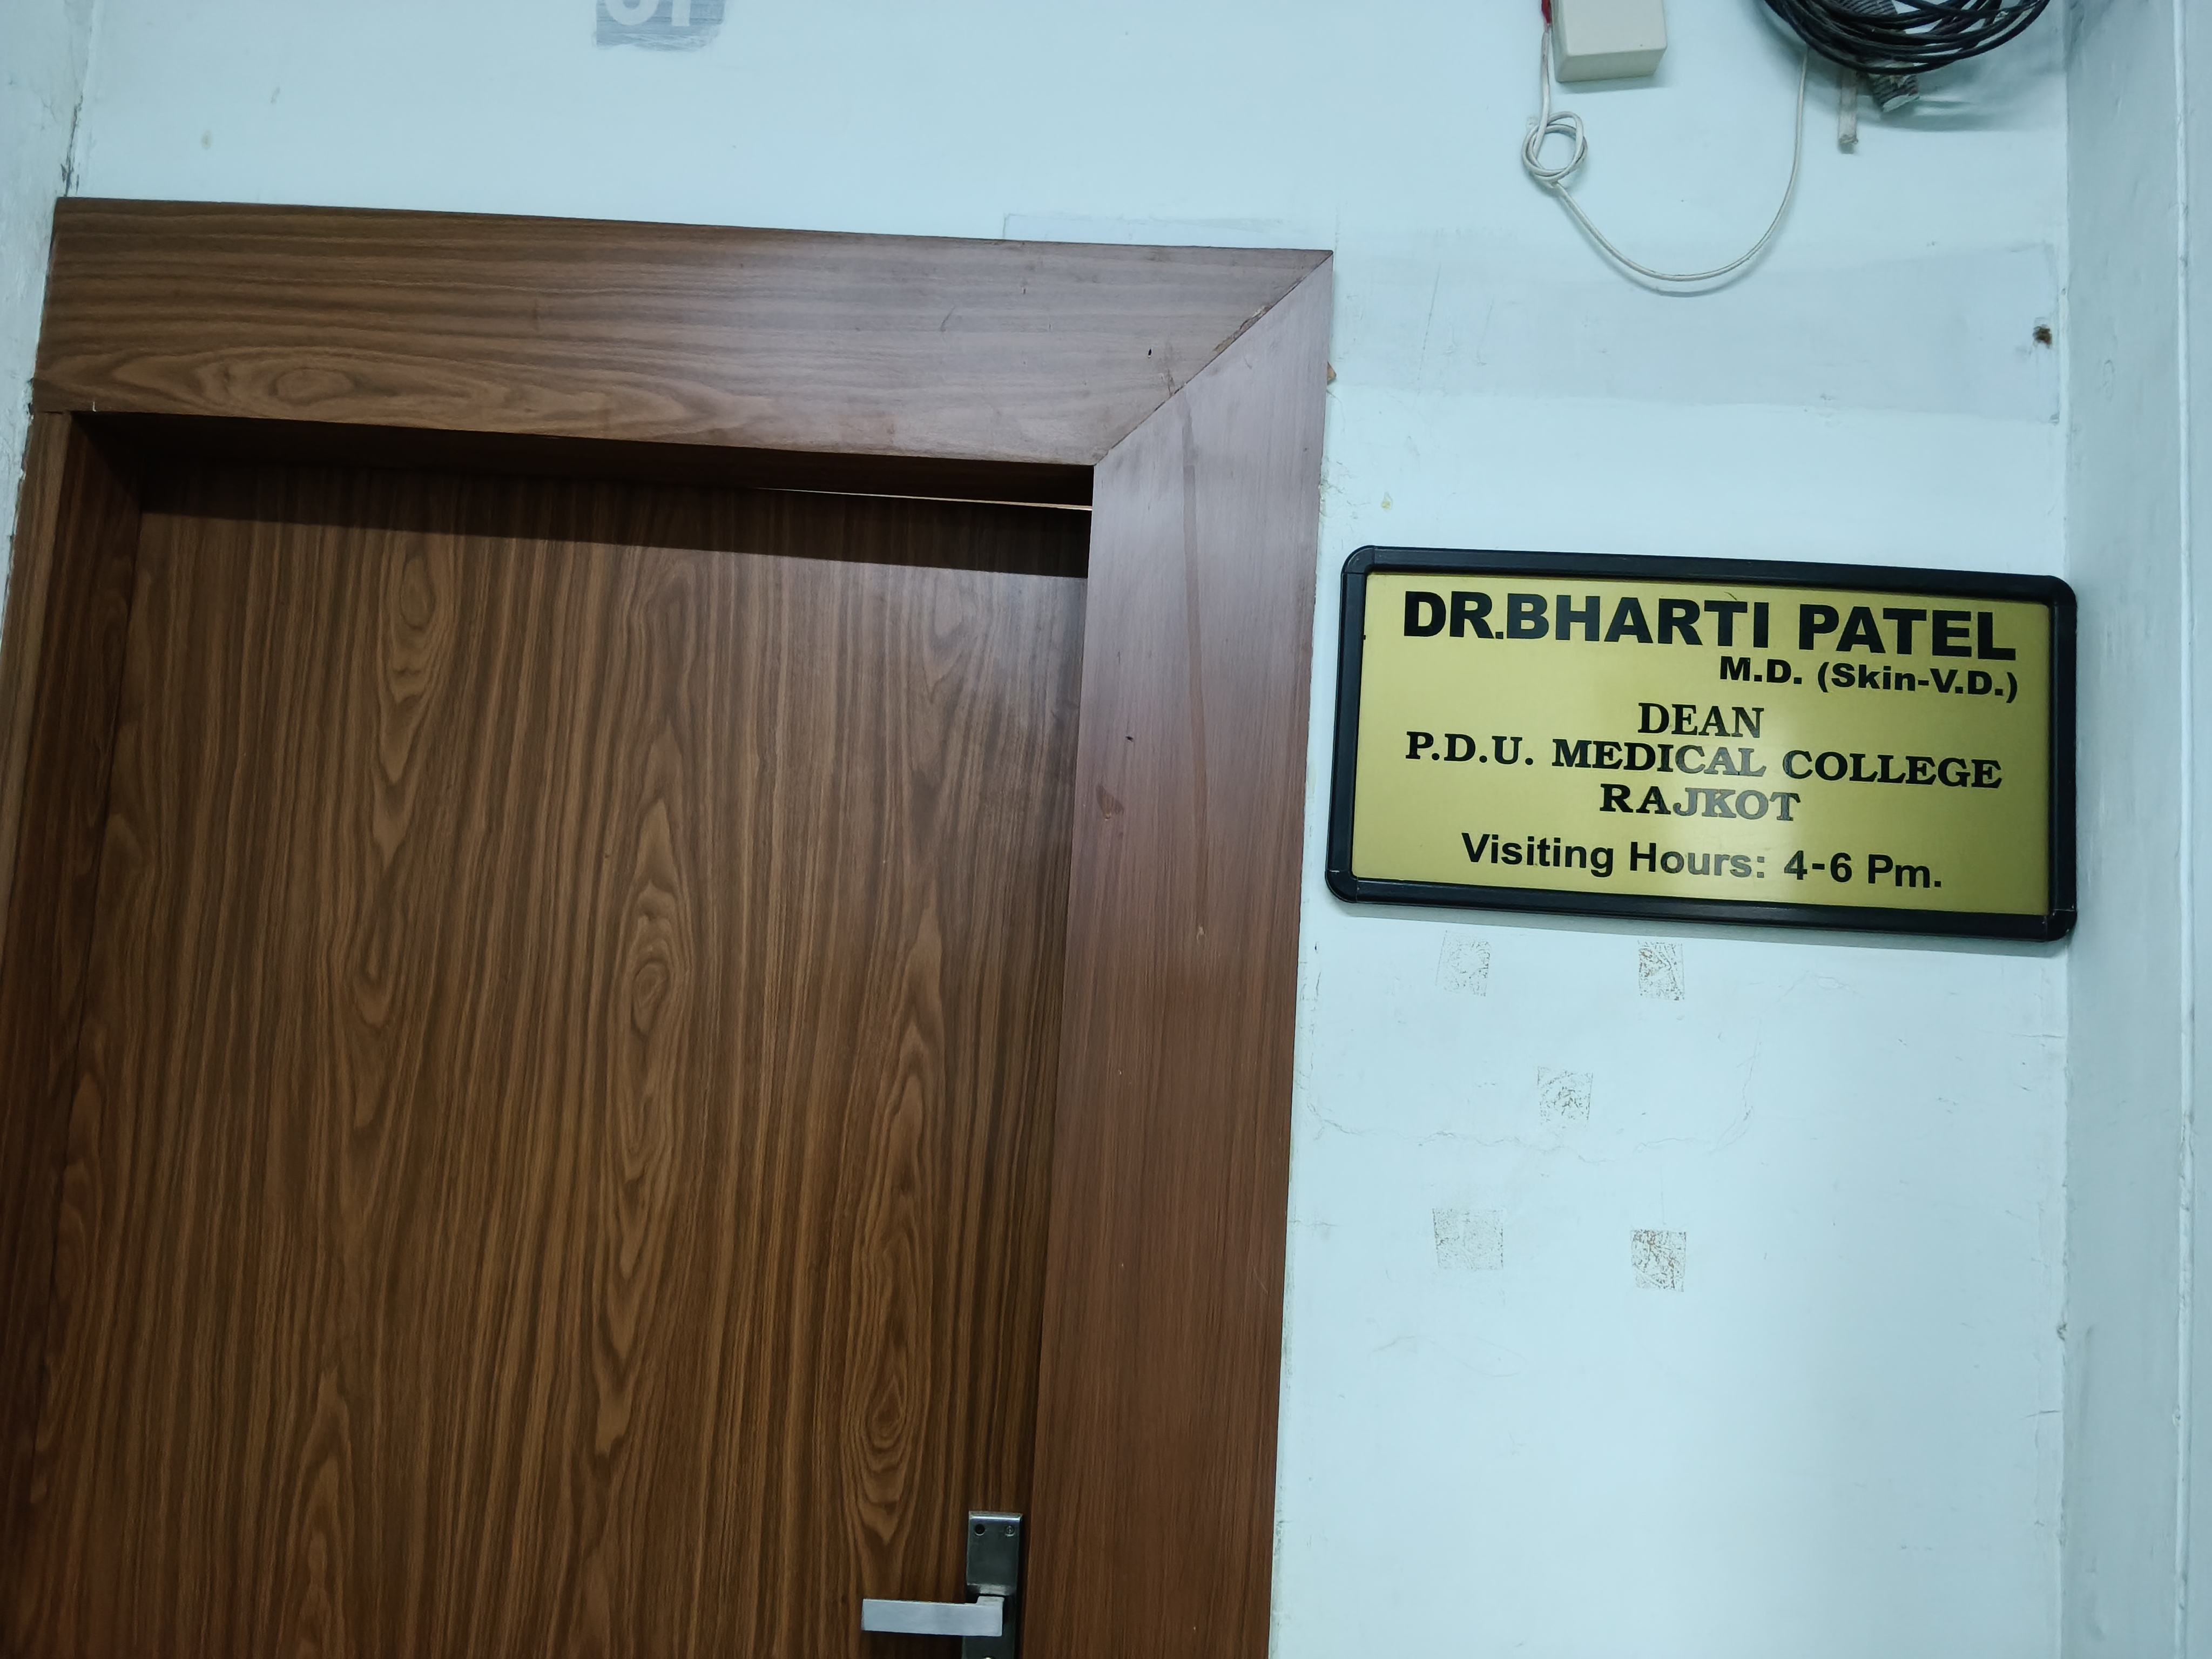 DR.BHARTI PATEL
M.D. (Skin-V.D.)
DEAN
P.D.U. MEDICAL COLLEGE
RAJKOT
Visiting Hours: 4-6 Pm.